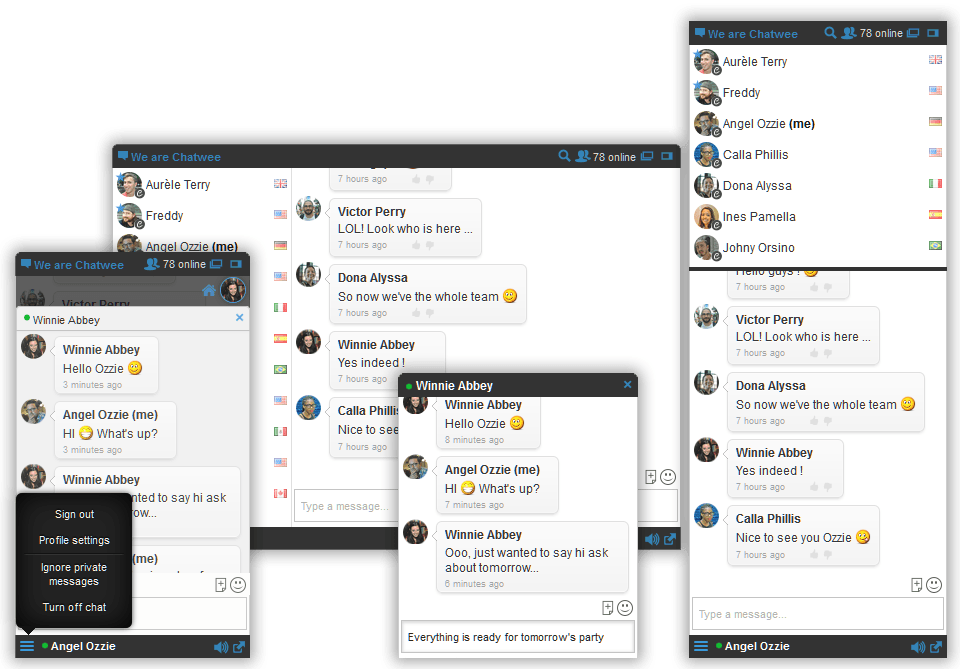 We are Chatwee
78 online
Aurèle Terry
Freddy
Angel Ozzie (me)
Calla Phillis
Dona Alyssa
Ines Pamella
Johny Orsino
Hello guys !
7 hours ago
Victor Perry
LOL! Look who is here ...
7 hours ago
Dona Alyssa
So now we've the whole team
7 hours ago
Winnie Abbey
Yes indeed !
7 hours ago
Calla Phillis
Nice to see you Ozzie
7 hours ago
Type a message...
Angel Ozzie
We are Chatwee
78 online
Aurèle Terry
Freddy
Angel Ozzie (me)
7 hours ago
Victor Perry
LOL! Look who is here ...
7 hours ago
Dona Alyssa
So now we've the whole team
7 hours ago
Winnie Abbey
Yes indeed !
7 hours ago
Calla Phillis
Nice to see
7 hours ago
Type a message...
We are Chatwee
78 online
Victor Perry
Winnie Abbey
Winnie Abbey
Hello Ozzie
3 minutes ago
Angel Ozzie (me)
HI What's up?
3 minutes ago
Winnie Abbey
wanted to say hi ask
row...
(me)
Sign out
Profile settings
Ignore private
messages
Turn off chat
Angel Ozzie
Winnie Abbey
Winnie Abbey
Hello Ozzie
8 minutes ago
Angel Ozzie (me)
HI What's up?
7 minutes ago
Winnie Abbey
Ooo, just wanted to say hi ask
about tomorrow...
6 minutes ago
Everything is ready for tomorrow's party